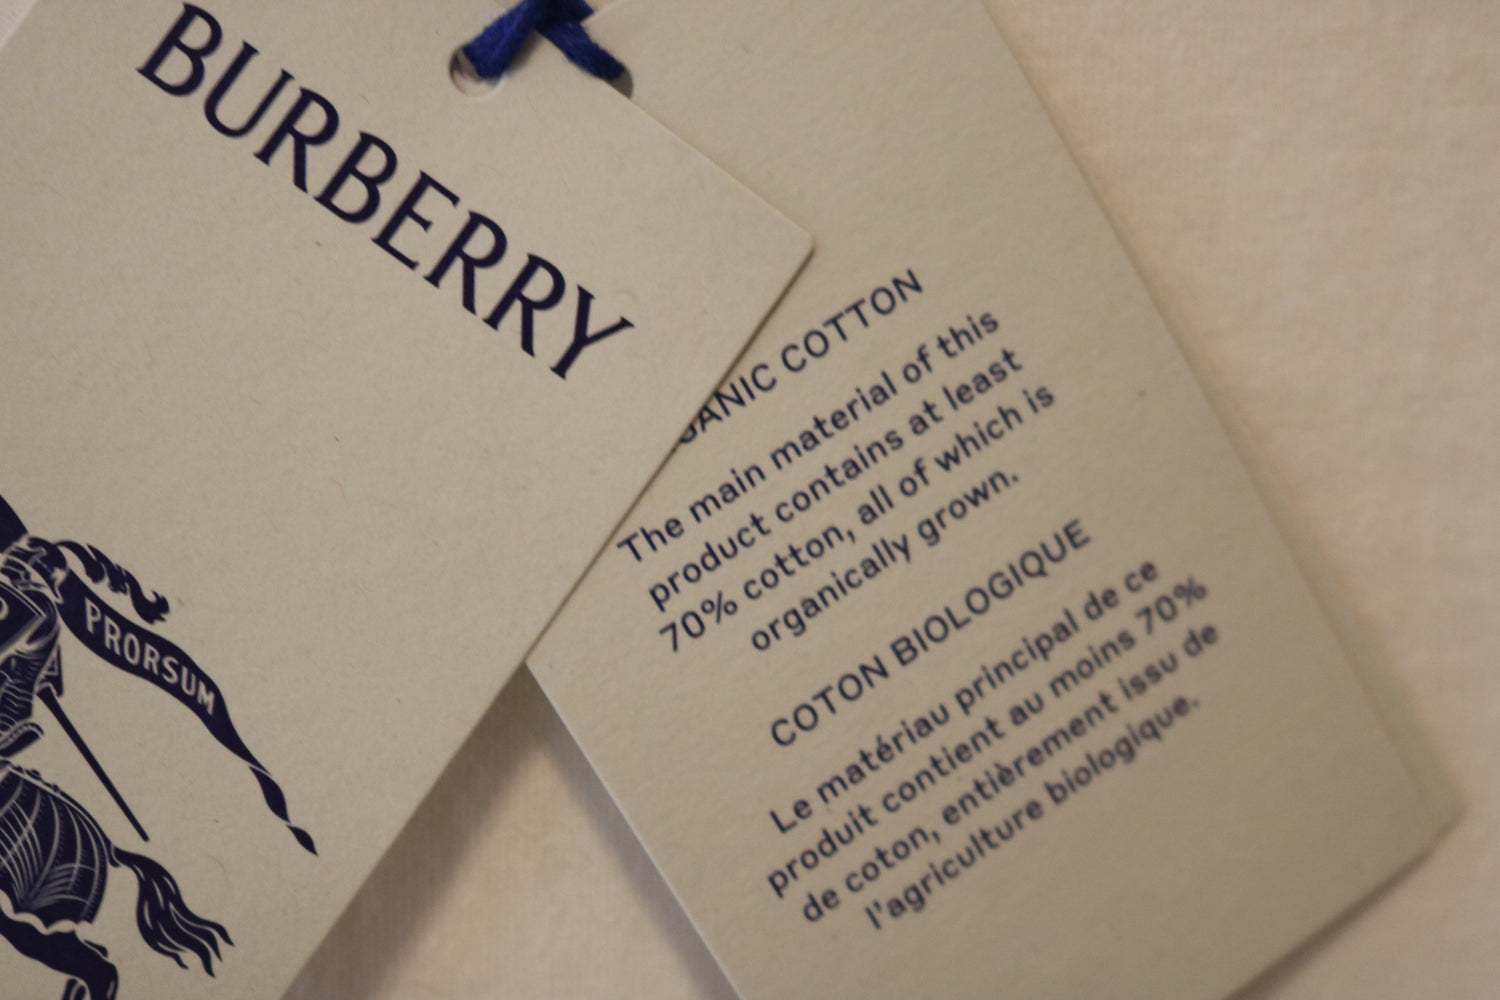 BURBERRY
PRORSUM
GANIC COTTON
The main material of this
product contains at least
70% cotton, all of which is
organically grown.
COTON BIOLOGIQUE
Le matériau principal de ce
produit contient au moins 70%
de coton, entièrement issu de
l'agriculture biologique.